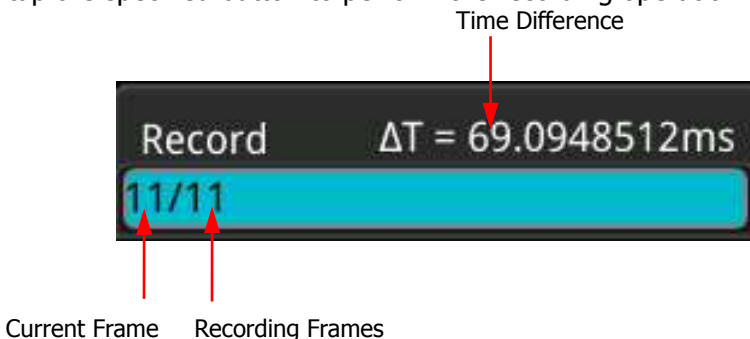 Time Difference
Record ΔT = 69.0948512ms
11/11
Current Frame Recording Frames